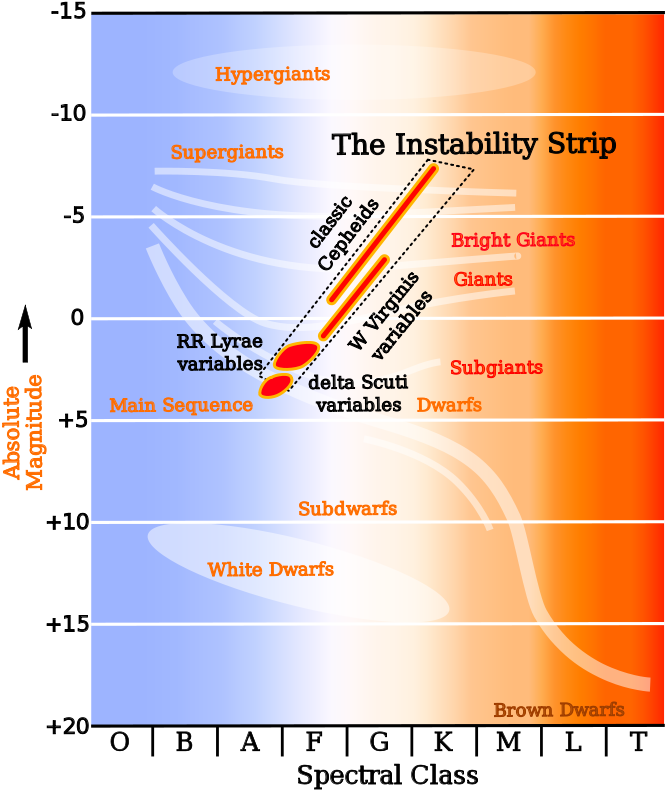 -15
Hypergiants
-10
The Instability Strip
Supergiants
classic
Cepheids
-5
Bright Giants
Giants
W Virginis
variables
0
RR Lyrae
variables
Subgiants
delta Scuti
variables
Main Sequence
Dwarfs
Absolute
Magnitude
+5
Subdwarfs
+10
White Dwarfs
+15
Brown Dwarfs
+20
O B A F G K M L T
Spectral Class